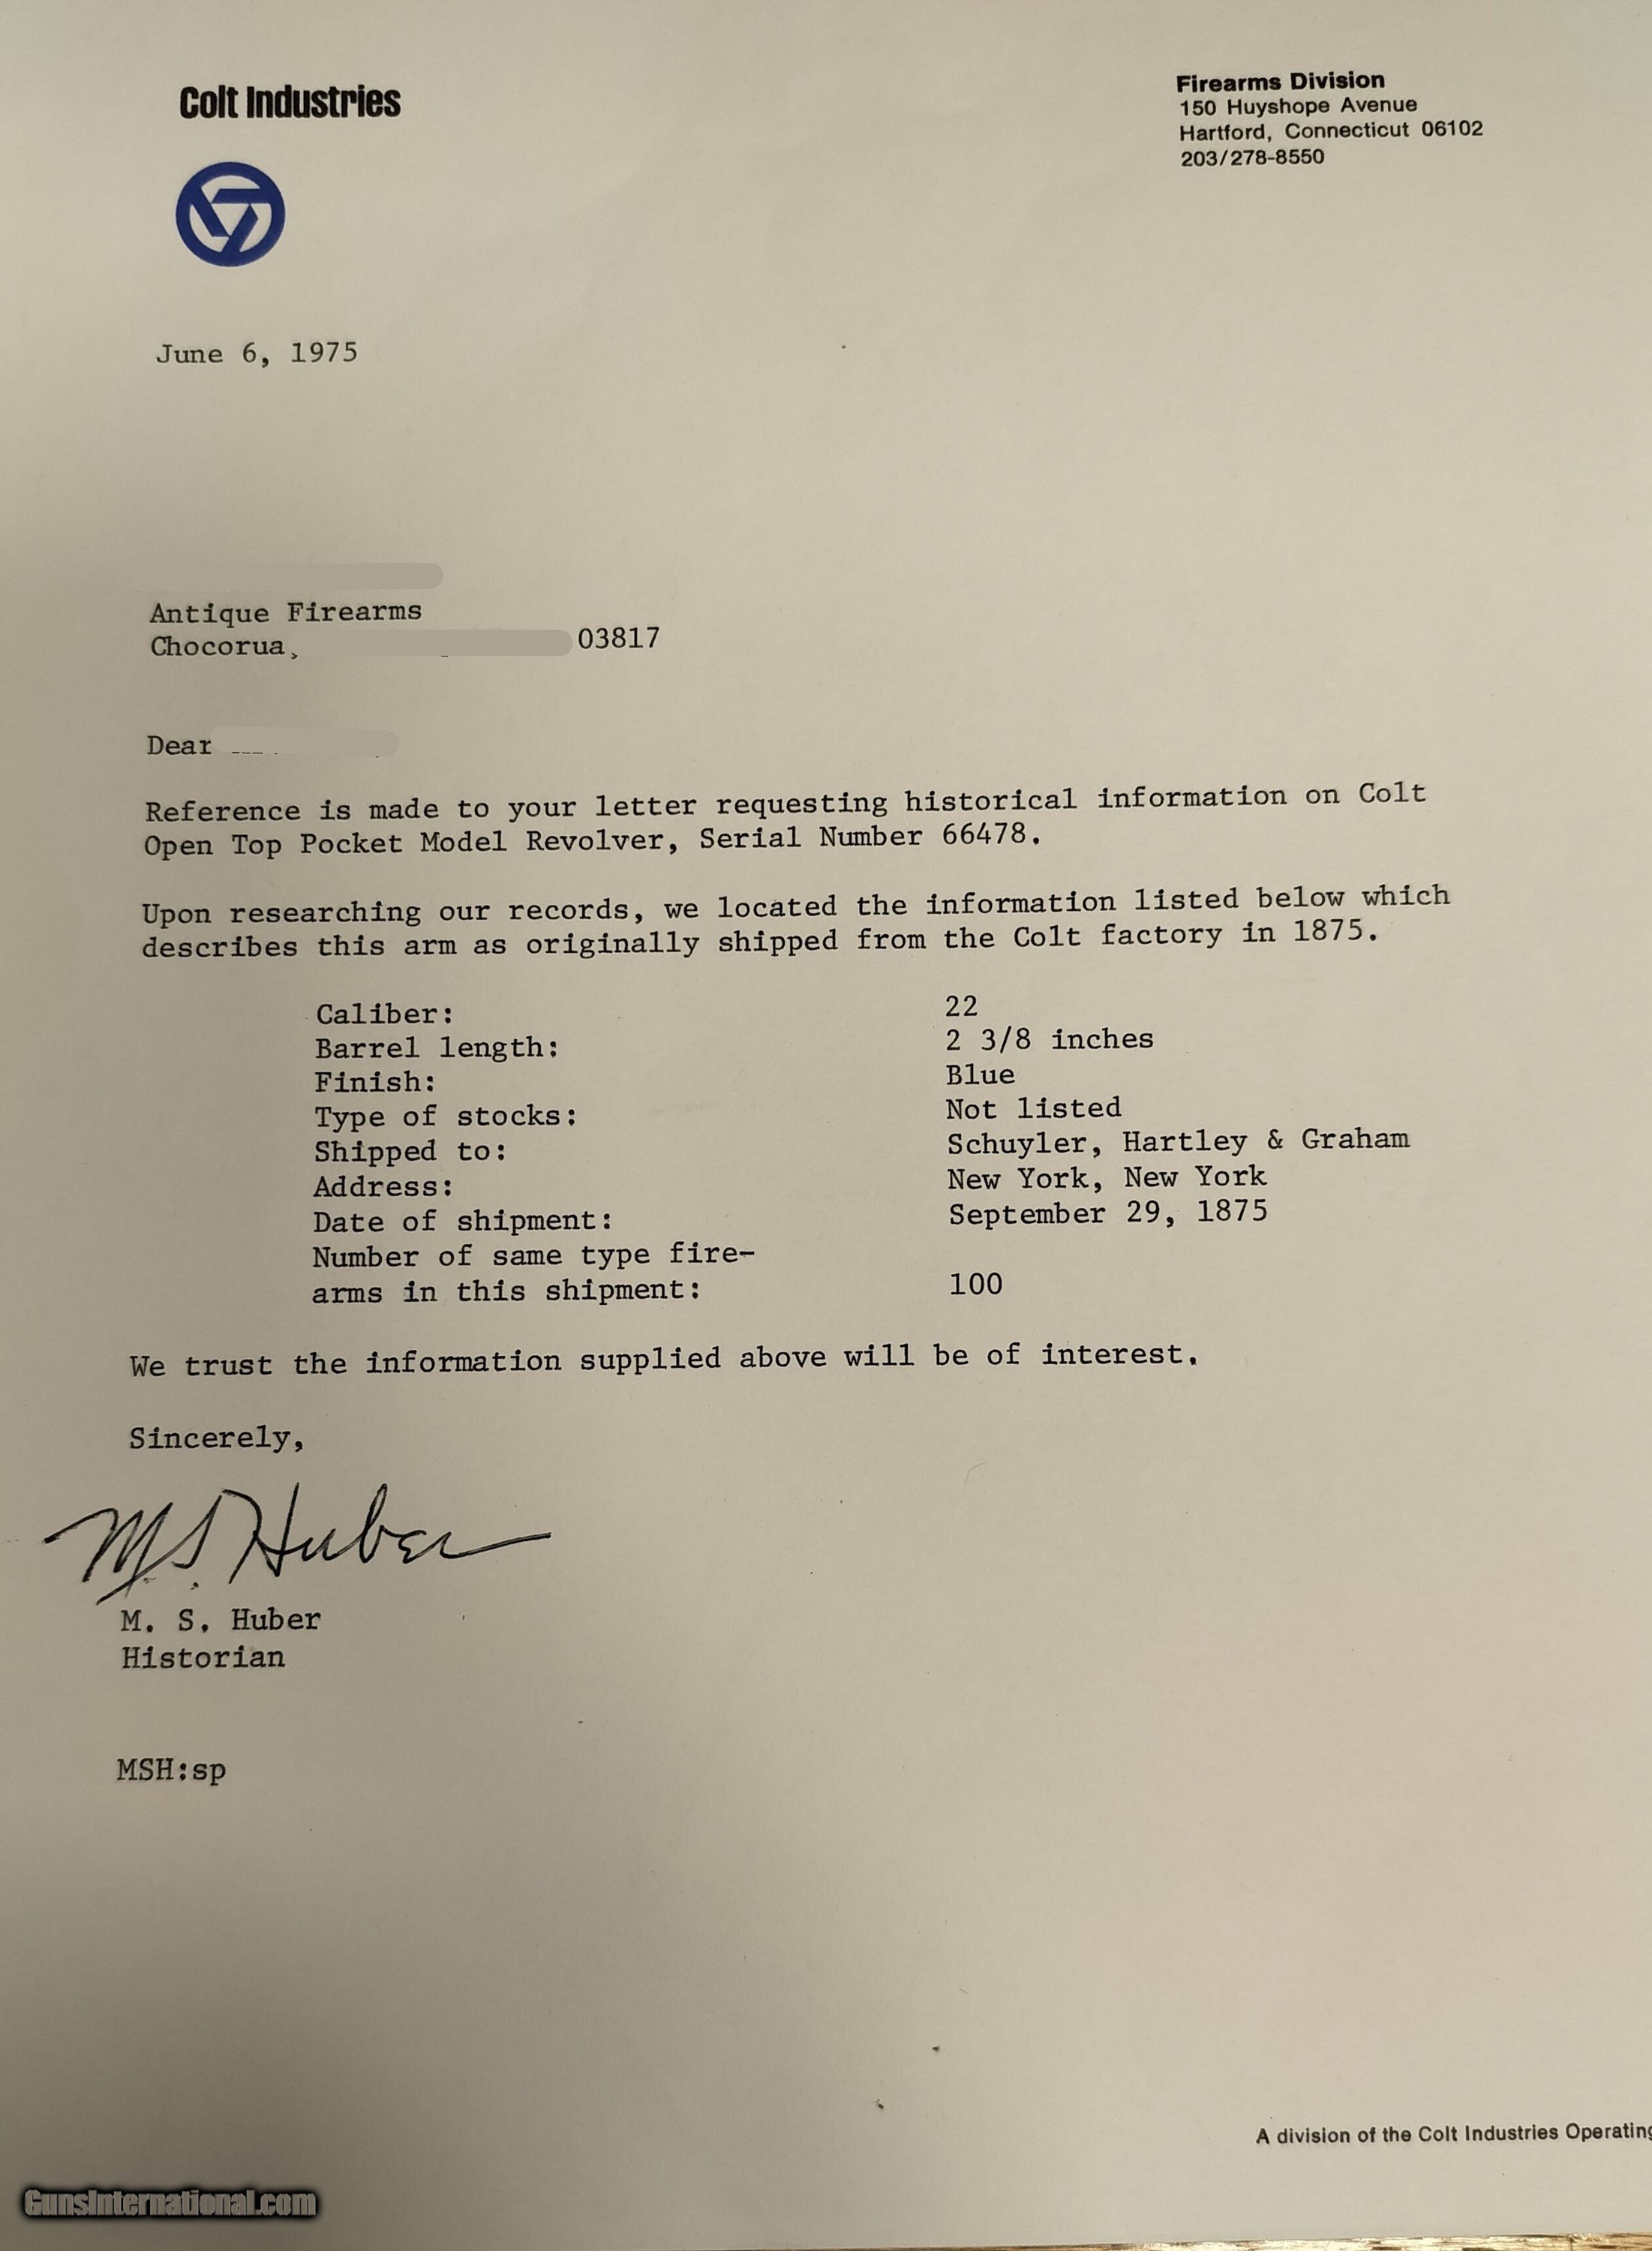 Colt Industries
Firearms Division
150 Huyshope Avenue
Hartford, Connecticut 06102
203/278-8550
June 6, 1975
Antique Firearms
Chocorua, 03817
Dear
Reference is made to your letter requesting historical information on Colt
Open Top Pocket Model Revolver, Serial Number 66478.
Upon researching our records, we located the information listed below which
describes this arm as originally shipped from the Colt factory in 1875.
Caliber: 22
Barrel length: 2 3/8 inches
Finish: Blue
Type of stocks: Not listed
Shipped to: Schuyler, Hartley & Graham
Address: New York, New York
Date of shipment: September 29, 1875
Number of same type fire-
arms in this shipment: 100
We trust the information supplied above will be of interest.
Sincerely,
M S Huber
M. S. Huber
Historian
MSH:sp
A division of the Colt Industries Operating
GunsInternational.com